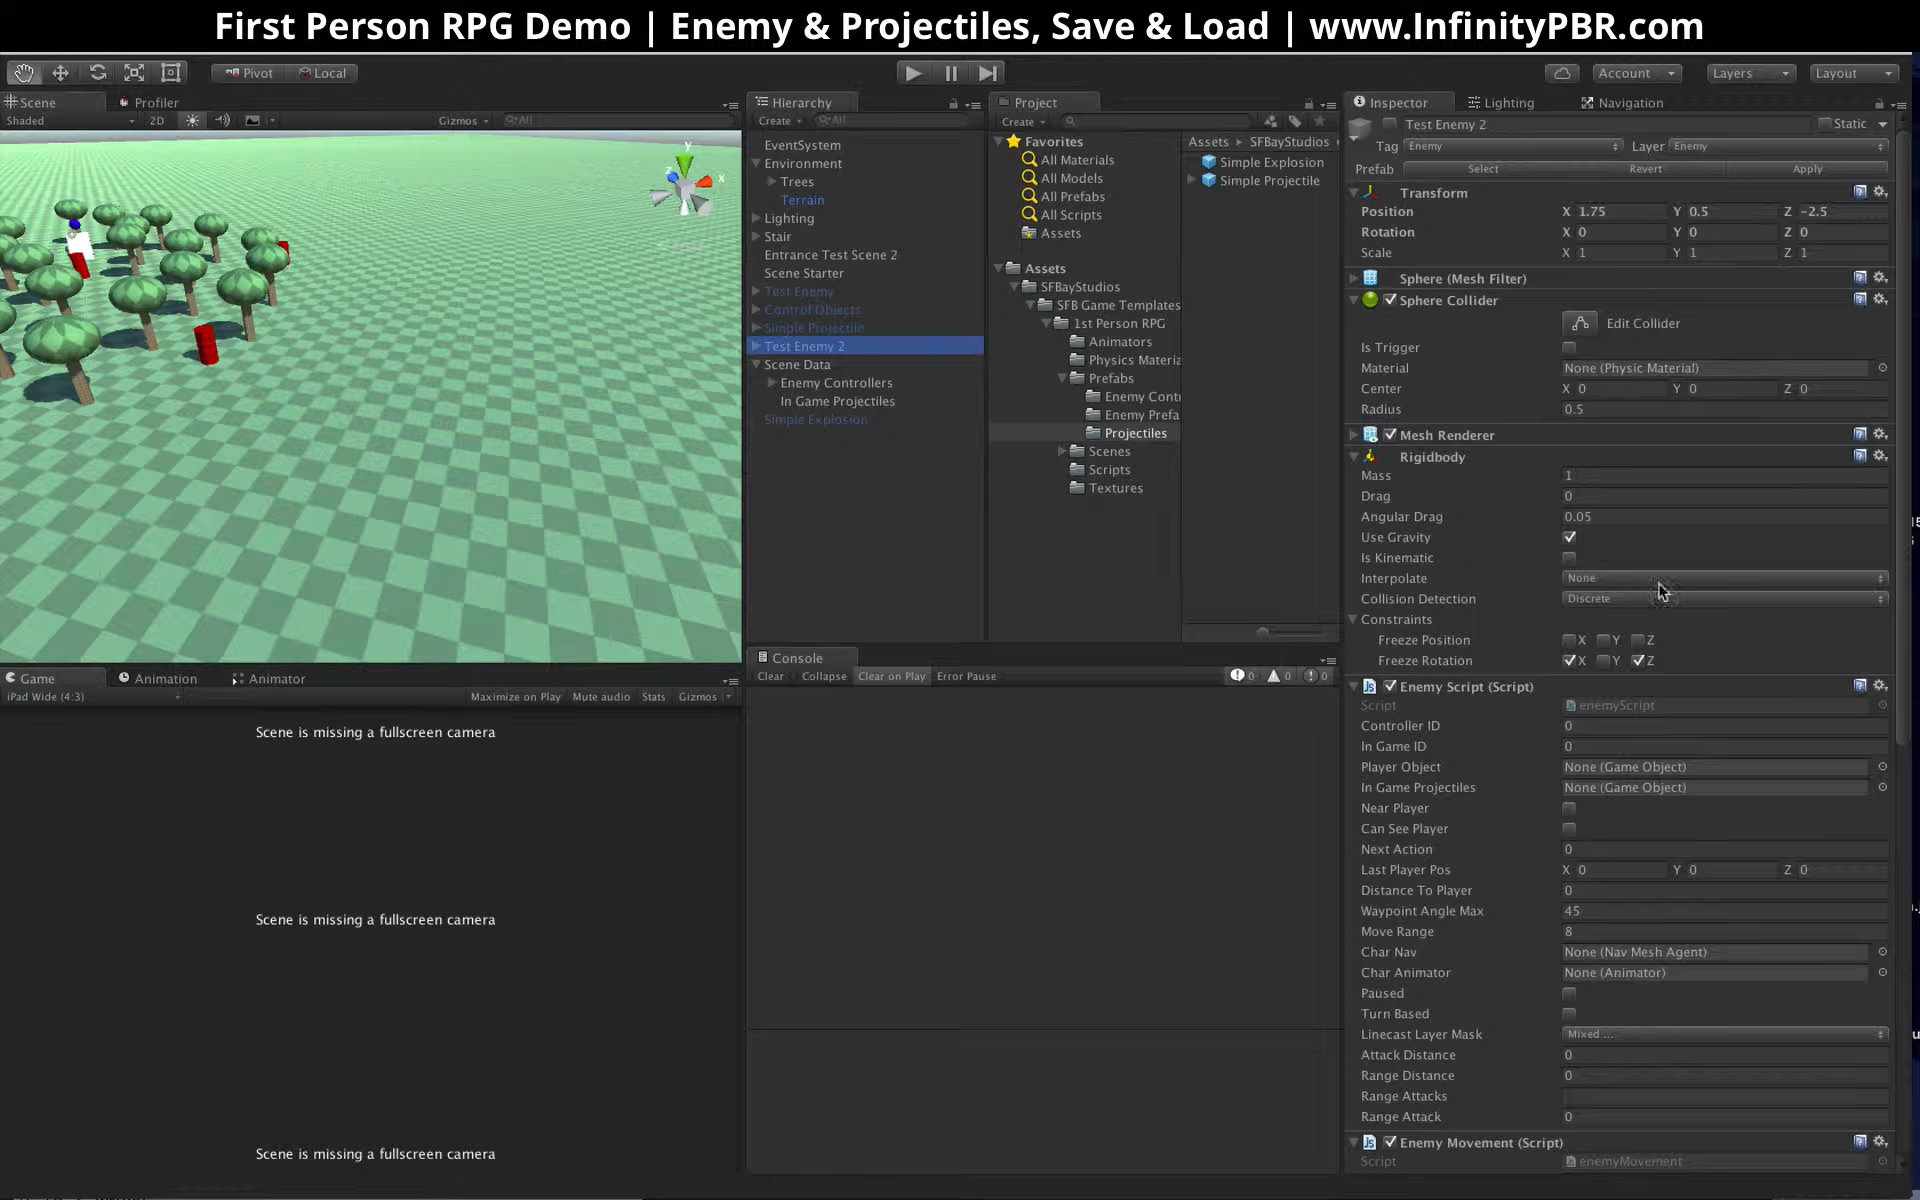 First Person RPG Demo | Enemy & Projectiles, Save & Load | www.InfinityPBR.com
Pivot
Local
Account
Layers
Layout
Scene
Profiler
Shaded
2D
Gizmos
All
y
x
z
Game
Animation
Animator
iPad Wide (4:3)
Maximize on Play
Mute audio
Stats
Gizmos
Scene is missing a fullscreen camera
Scene is missing a fullscreen camera
Scene is missing a fullscreen camera
Hierarchy
Create
All
EventSystem
Environment
Trees
Terrain
Lighting
Stair
Entrance Test Scene 2
Scene Starter
Test Enemy
Control Objects
Simple Projectile
Test Enemy 2
Scene Data
Enemy Controllers
In Game Projectiles
Simple Explosion
Project
Create
Favorites
All Materials
All Models
All Prefabs
All Scripts
Assets
Assets
SFBayStudios
SFB Game Templates
1st Person RPG
Animators
Physics Materia
Prefabs
Enemy Conti
Enemy Prefa
Projectiles
Scenes
Scripts
Textures
Assets
SFBayStudios
Simple Explosion
Simple Projectile
Console
Clear
Collapse
Clear on Play
Error Pause
0
0
0
Inspector
Lighting
Navigation
Test Enemy 2
Static
Tag Enemy
Layer Enemy
Prefab Select Revert Apply
Transform
Position X 1.75 Y 0.5 Z -2.5
Rotation X 0 Y 0 Z 0
Scale X 1 Y 1 Z 1
Sphere (Mesh Filter)
Sphere Collider
Edit Collider
Is Trigger
Material None (Physic Material)
Center X 0 Y 0 Z 0
Radius 0.5
Mesh Renderer
Rigidbody
Mass 1
Drag 0
Angular Drag 0.05
Use Gravity
Is Kinematic
Interpolate None
Collision Detection Discrete
Constraints
Freeze Position X Y Z
Freeze Rotation X Y Z
Enemy Script (Script)
Script enemyScript
Controller ID 0
In Game ID 0
Player Object None (Game Object)
In Game Projectiles None (Game Object)
Near Player
Can See Player
Next Action 0
Last Player Pos X 0 Y 0 Z 0
Distance To Player 0
Waypoint Angle Max 45
Move Range 8
Char Nav None (Nav Mesh Agent)
Char Animator None (Animator)
Paused
Turn Based
Linecast Layer Mask Mixed ...
Attack Distance 0
Range Distance 0
Range Attacks
Range Attack 0
Enemy Movement (Script)
Script enemyMovement